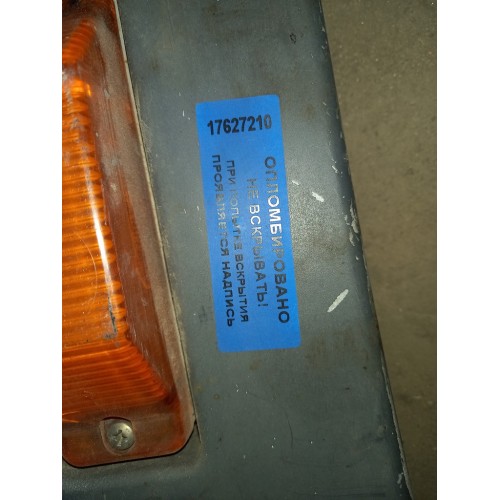 17627210
ОПЛОМБИРОВАНО
НЕ ВСКРЫВАТЬ!
ПРИ ПОПЫТКЕ ВСКРЫТИЯ
ПРОЯВЛЯЕТСЯ НАДПИСЬ